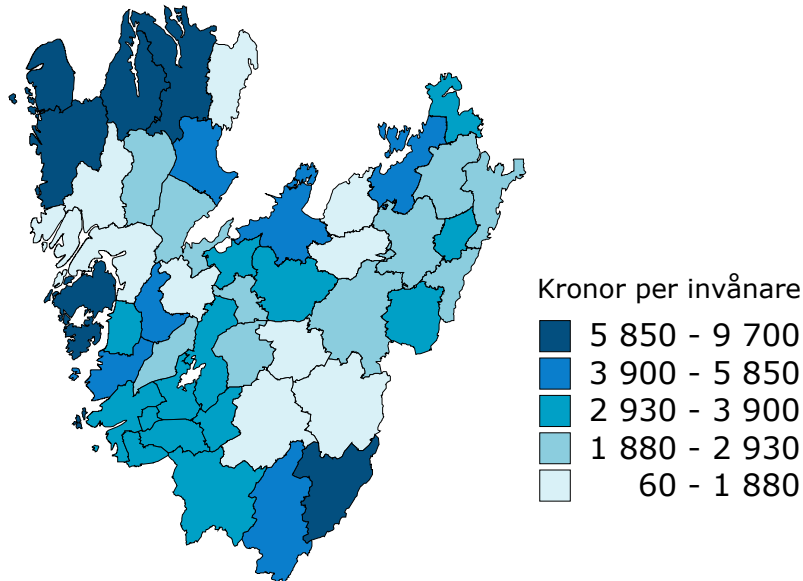 Kronor per invånare
5 850 - 9 700
3 900 - 5 850
2 930 - 3 900
1 880 - 2 930
60 - 1 880